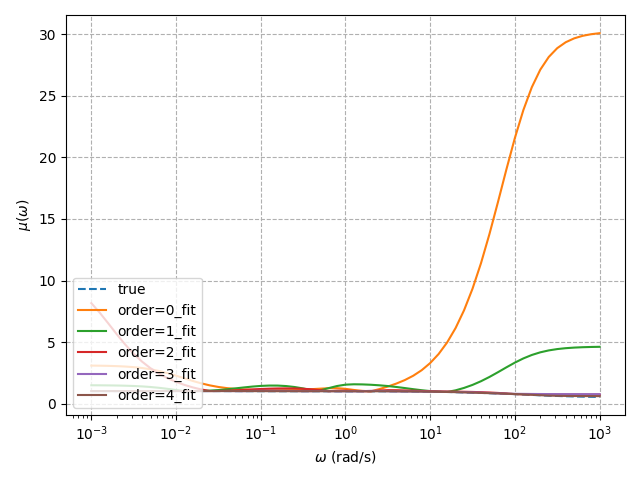 30
25
20
15
10
5
0
μ(ω)
true
order=0_fit
order=1_fit
order=2_fit
order=3_fit
order=4_fit
10⁻³ 10⁻² 10⁻¹ 10⁰ 10¹ 10² 10³
ω (rad/s)